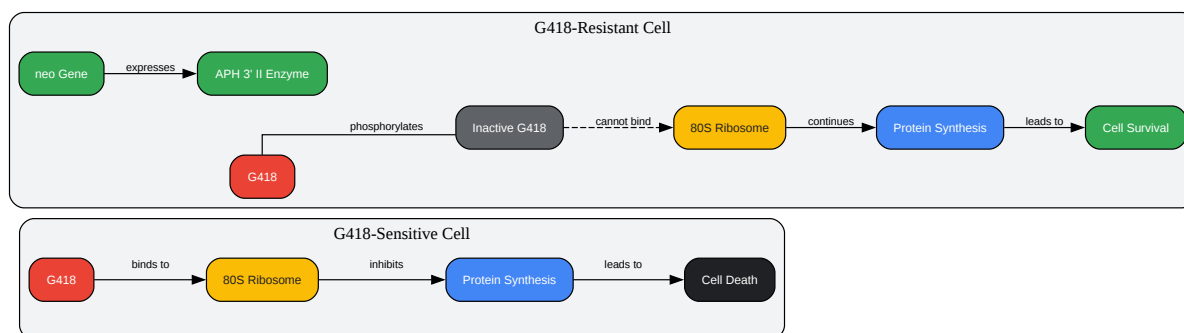 G418-Resistant Cell
neo Gene expresses APH 3' II Enzyme
phosphorylates Inactive G418 cannot bind 80S Ribosome continues Protein Synthesis leads to Cell Survival
G418
G418-Sensitive Cell
G418 binds to 80S Ribosome inhibits Protein Synthesis leads to Cell Death